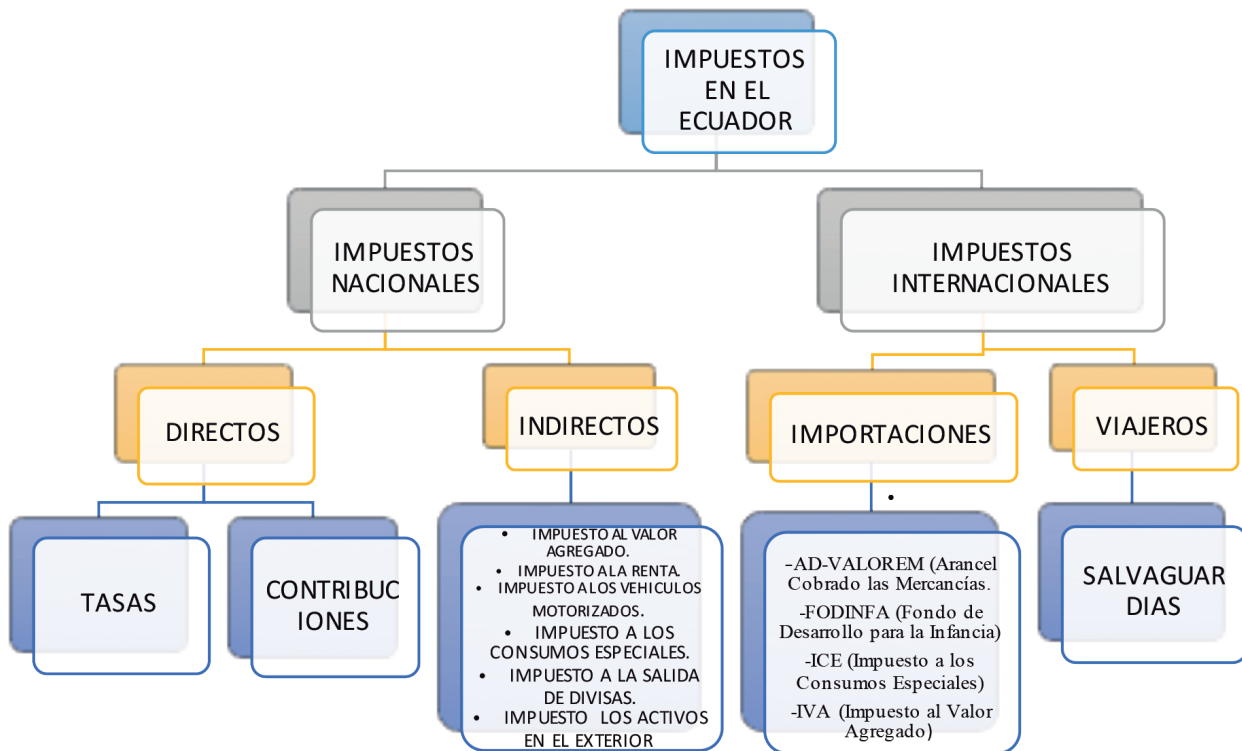 IMPUESTOS
EN EL
ECUADOR
IMPUESTOS
NACIONALES
IMPUESTOS
INTERNACIONALES
DIRECTOS
INDIRECTOS
IMPORTACIONES
VIAJEROS
TASAS
CONTRIBUC
IONES
• IMPUESTO AL VALOR
AGREGADO.
• IMPUESTO A LA RENTA.
• IMPUESTO A LOS VEHICULOS
MOTORIZADOS.
• IMPUESTO A LOS
CONSUMOS ESPECIALES.
• IMPUESTO A LA SALIDA
DE DIVISAS.
• IMPUESTO LOS ACTIVOS
EN EL EXTERIOR
•
-AD-VALOREM (Arancel
Cobrado las Mercancías.
-FODINFA (Fondo de
Desarrollo para la Infancia)
-ICE (Impuesto a los
Consumos Especiales)
-IVA (Impuesto al Valor
Agregado)
SALVAGUAR
DIAS